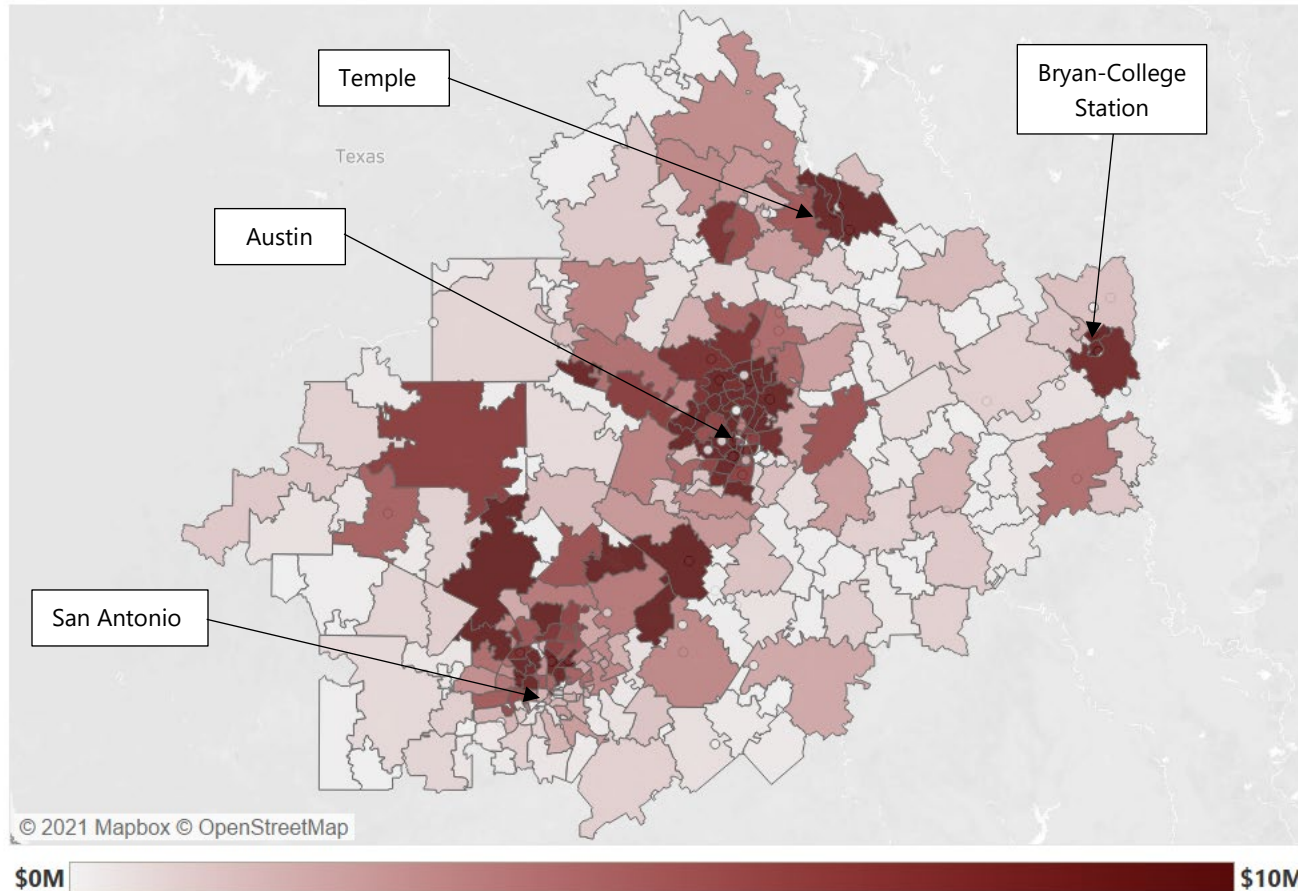 Temple
Bryan-College
Station
Texas
Austin
San Antonio
© 2021 Mapbox © OpenStreetMap
$0M
$10M